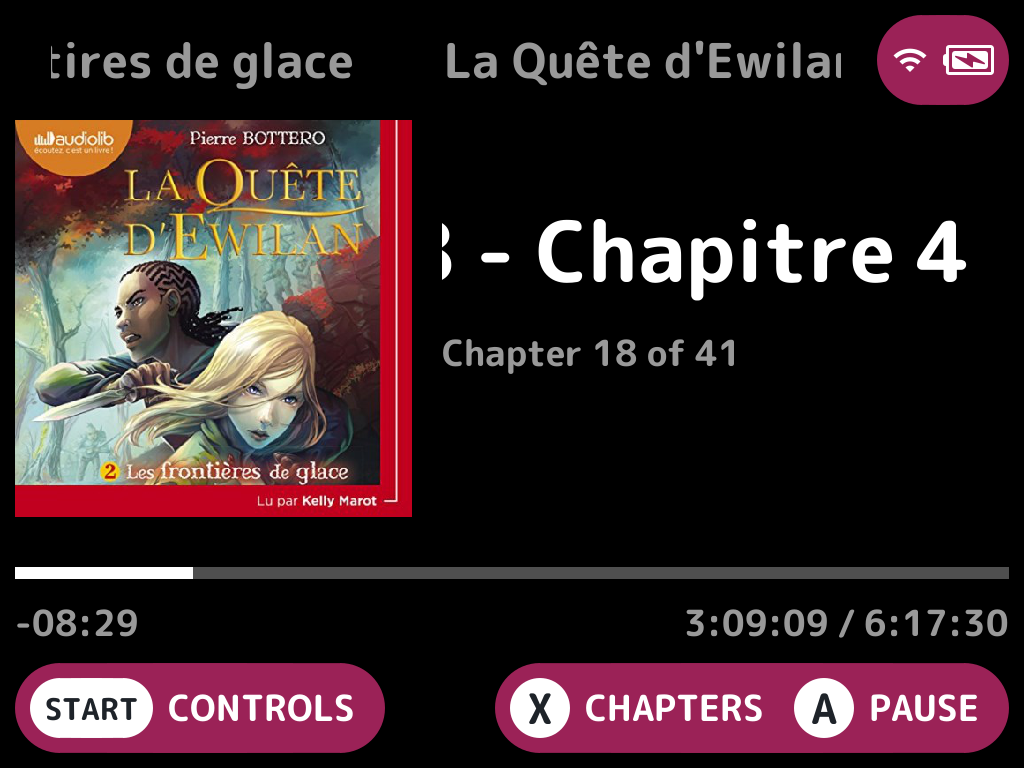 tires de glace La Quête d'Ewilan
audiolib
écoutez, c'est un livre !
Pierre BOTTERO
LA QUÊTE
D'EWILAN
2 Les frontières de glace
Lu par Kelly Marot
3 - Chapitre 4
Chapter 18 of 41
-08:29
3:09:09 / 6:17:30
START CONTROLS
X CHAPTERS A PAUSE